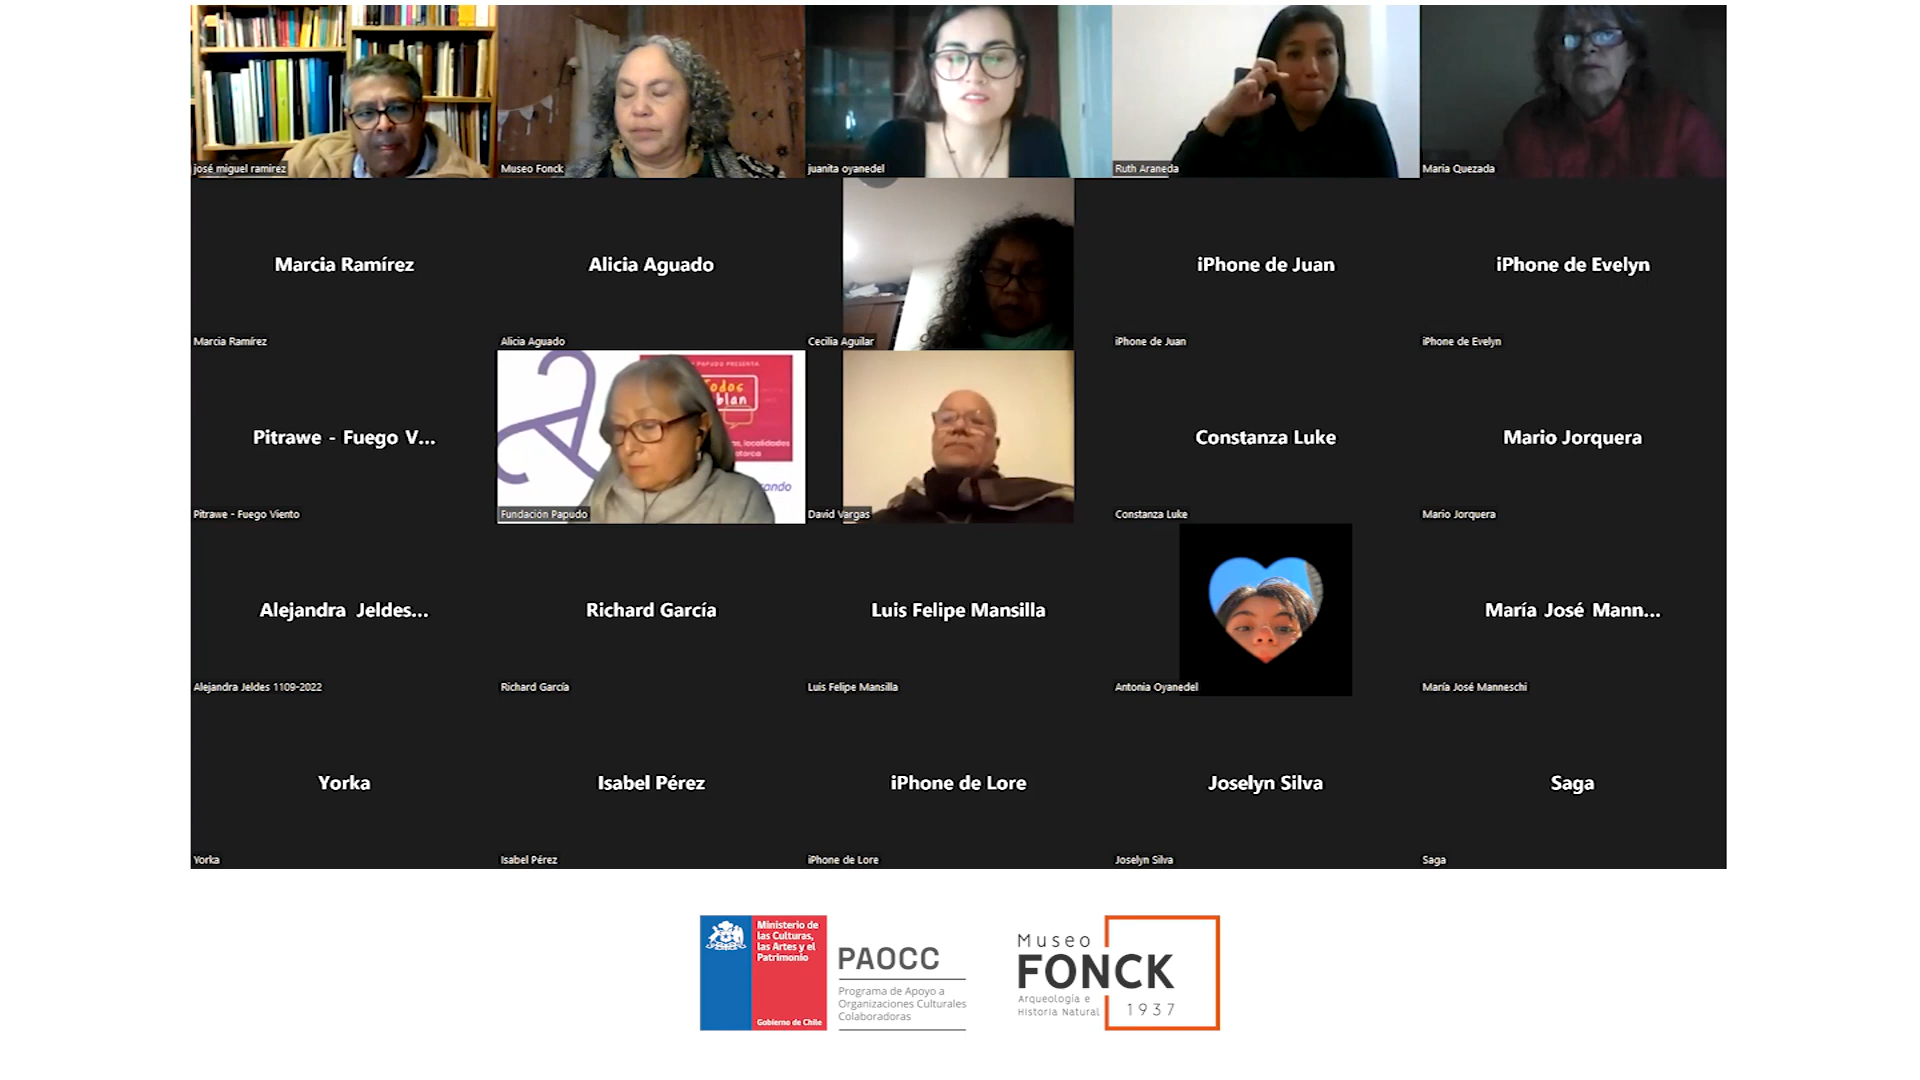 josé miguel ramirez
Museo Fonck
juanita oyanedel
Ruth Araneda
Maria Quezada
Marcia Ramírez
Alicia Aguado
iPhone de Juan
iPhone de Evelyn
Marcia Ramírez
Alicia Aguado
Cecilia Aguilar
iPhone de Juan
iPhone de Evelyn
PAPUDO PRESENTA
Todos
blan
Pitrawe - Fuego V...
Constanza Luke
Mario Jorquera
localidades
Pitrawe - Fuego Viento
Fundación Papudo
David Vargas
Constanza Luke
Mario Jorquera
Alejandra Jeldes...
Richard García
Luis Felipe Mansilla
María José Mann...
Alejandra Jeldes 1109-2022
Richard García
Luis Felipe Mansilla
Antonia Oyanedel
María José Manneschi
Yorka
Isabel Pérez
iPhone de Lore
Joselyn Silva
Saga
Yorka
Isabel Pérez
iPhone de Lore
Joselyn Silva
Saga
Ministerio de
las Culturas,
las Artes y el
Patrimonio
Gobierno de Chile
PAOCC
Programa de Apoyo a
Organizaciones Culturales
Colaboradoras
Museo
FONCK
Arqueología e
Historia Natural
1937